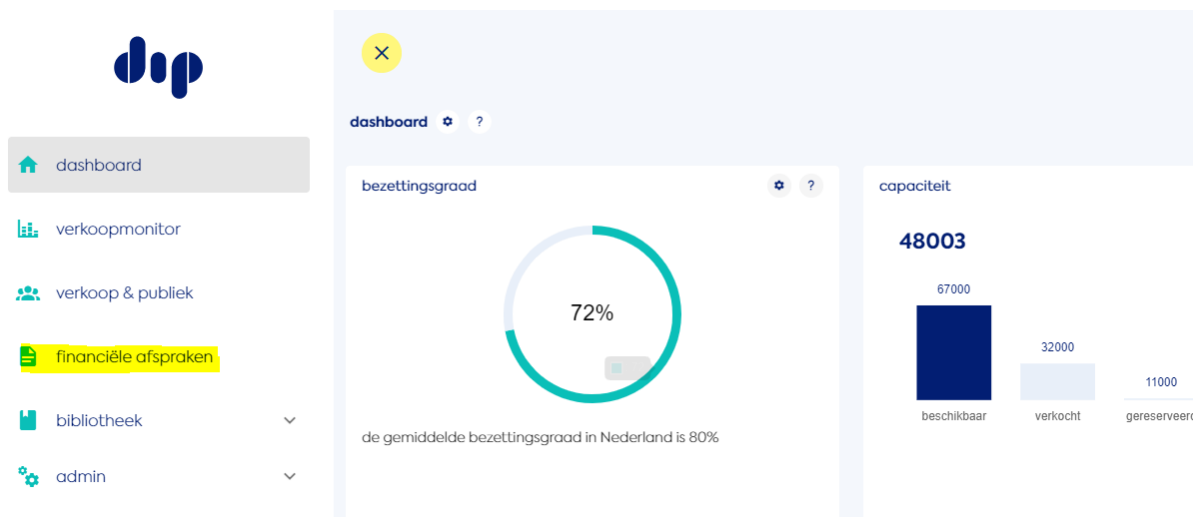 dip
dashboard
verkoopmonitor
verkoop & publiek
financiële afspraken
bibliotheek
admin
dashboard ?
bezettingsgraad ?
72%
de gemiddelde bezettingsgraad in Nederland is 80%
capaciteit
48003
67000
32000
11000
beschikbaar verkocht gereserveerd